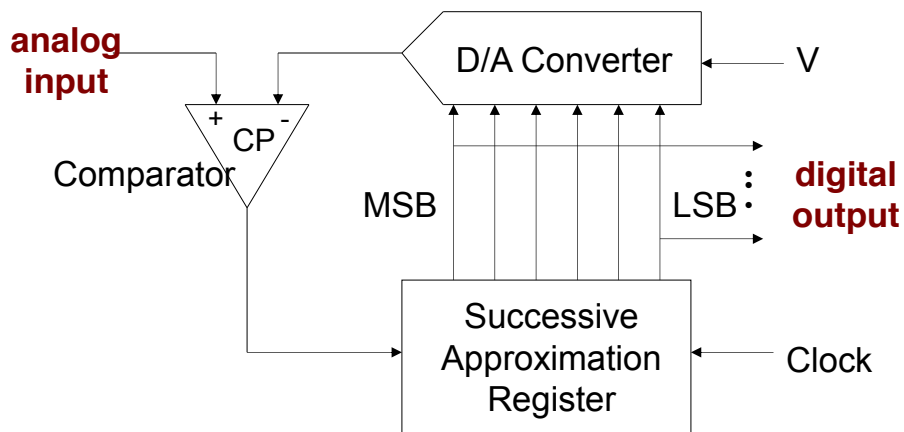 analog
input
D/A Converter
V
+
-
CP
Comparator
MSB
LSB
digital
output
Successive
Approximation
Register
Clock